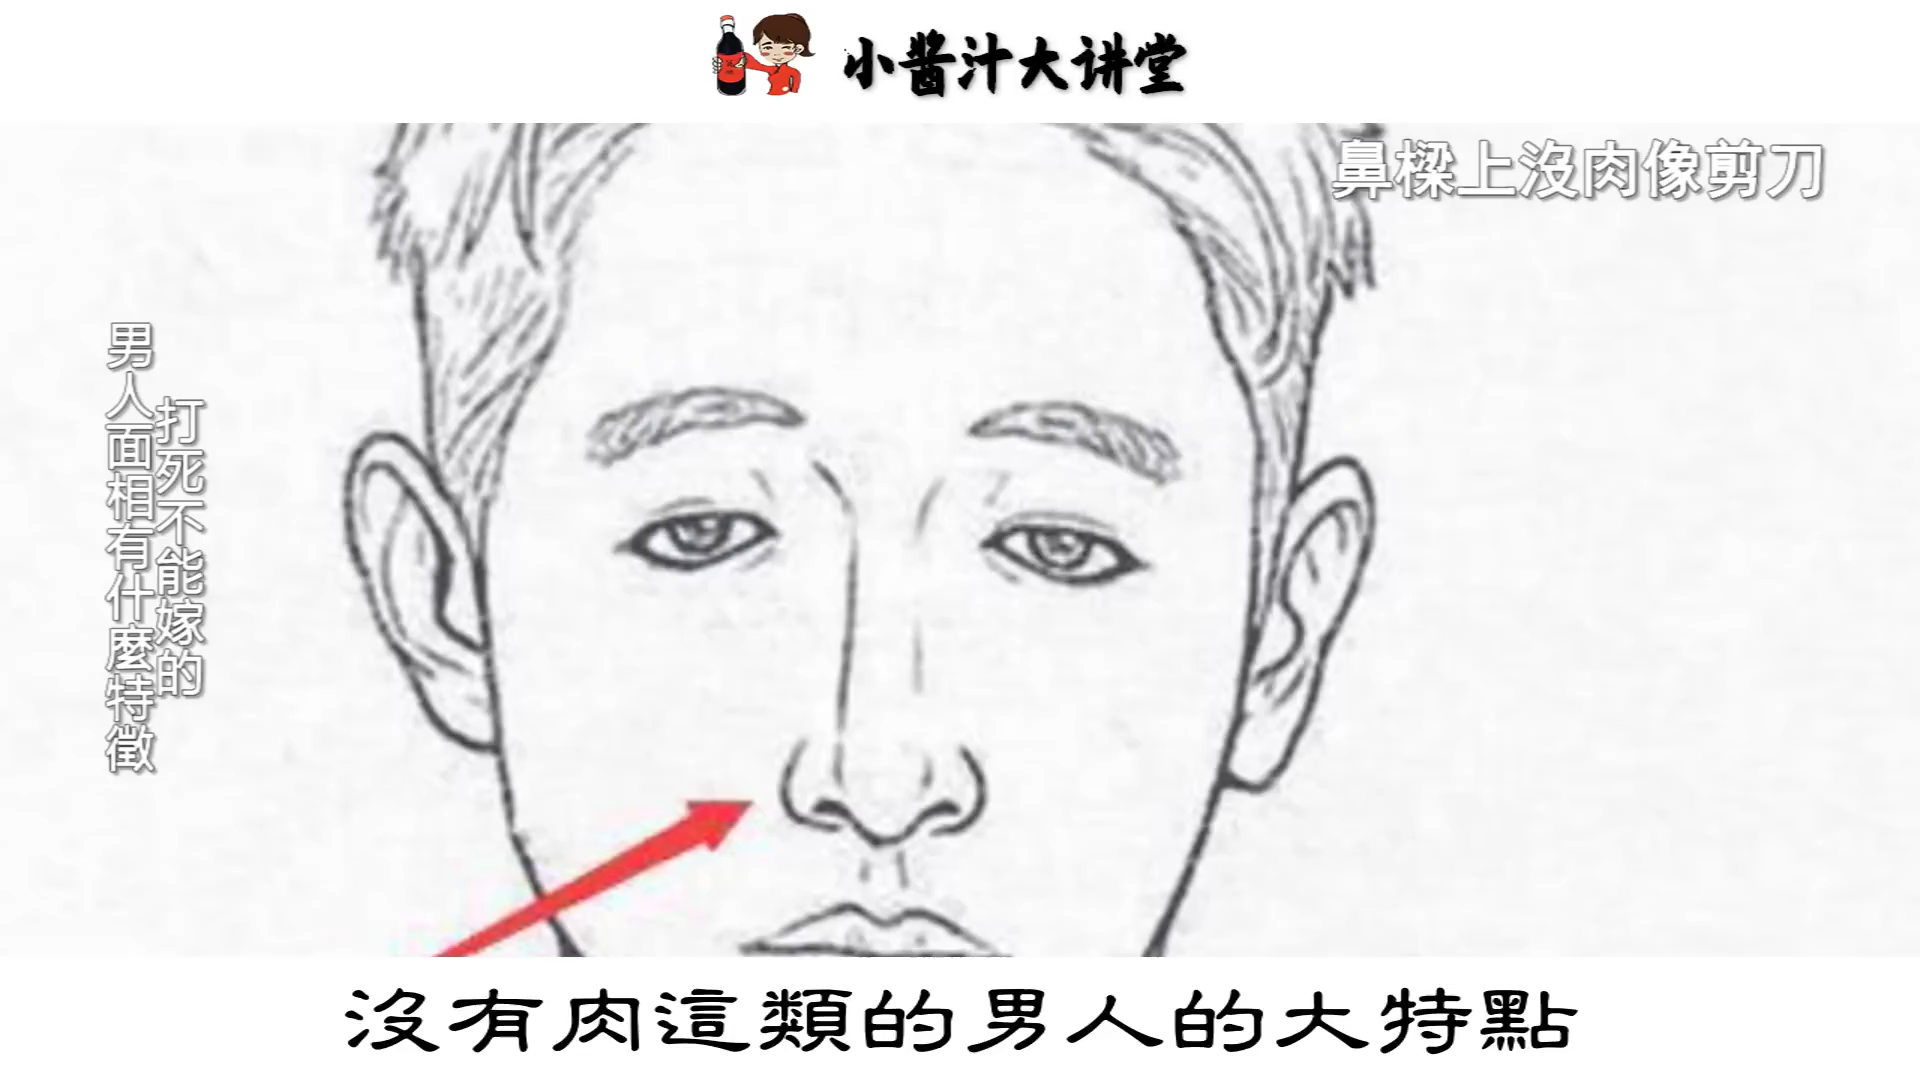 小酱汁大讲堂
鼻樑上沒肉像剪刀
打死不能嫁的
男人面相有什麼特徵
沒有肉這類的男人的大特點